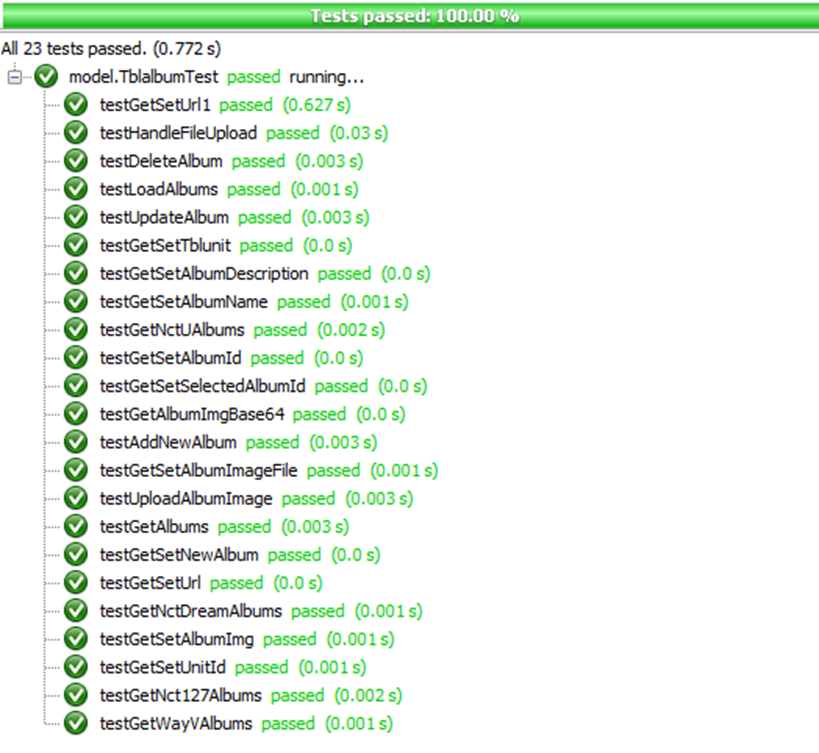 Tests passed: 100.00 %
All 23 tests passed. (0.772 s)
model.TblalbumTest passed running...
testGetSetUrl1 passed (0.627 s)
testHandleFileUpload passed (0.03 s)
testDeleteAlbum passed (0.003 s)
testLoadAlbums passed (0.001 s)
testUpdateAlbum passed (0.003 s)
testGetSetTblunit passed (0.0 s)
testGetSetAlbumDescription passed (0.0 s)
testGetSetAlbumName passed (0.001 s)
testGetNctUAlbums passed (0.002 s)
testGetSetAlbumId passed (0.0 s)
testGetSetSelectedAlbumId passed (0.0 s)
testGetAlbumImgBase64 passed (0.0 s)
testAddNewAlbum passed (0.003 s)
testGetSetAlbumImageFile passed (0.001 s)
testUploadAlbumImage passed (0.003 s)
testGetAlbums passed (0.003 s)
testGetSetNewAlbum passed (0.0 s)
testGetSetUrl passed (0.0 s)
testGetNctDreamAlbums passed (0.001 s)
testGetSetAlbumImg passed (0.001 s)
testGetSetUnitId passed (0.001 s)
testGetNct127Albums passed (0.002 s)
testGetWayVAlbums passed (0.001 s)